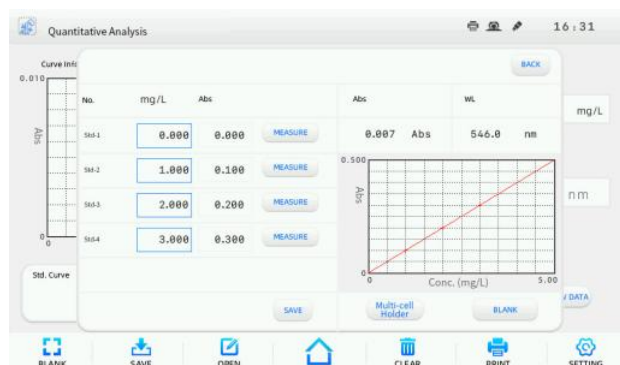 Quantitative Analysis
16:31
Curve Info
BACK
0.010
No. mg/L Abs Abs WL
mg/L
Std-1 0.000 0.000 MEASURE 0.007 Abs 546.0 nm
Abs
Std-2 1.000 0.100 MEASURE
0.500
Abs
nm
Std-3 2.000 0.200 MEASURE
Std-4 3.000 0.300 MEASURE
0
0
0
Conc. (mg/L)
5.00
Std. Curve
DATA
SAVE
Multi-cell
Holder
BLANK
BLANK SAVE OPEN CLEAR PRINT SETTING